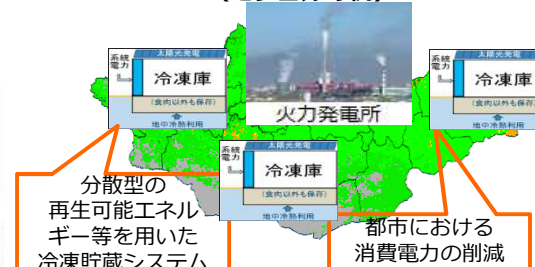 系統
電力
太陽光発電
冷凍庫
(食肉以外も保存)
地中冷熱利用
火力発電所
系統
電力
太陽光発電
冷凍庫
(食肉以外も保存)
地中冷熱利用
系統
電力
太陽光発電
冷凍庫
(食肉以外も保存)
地中冷熱利用
分散型の
再生可能エネル
ギー等を用いた
冷凍貯蔵システム
都市における
消費電力の削減